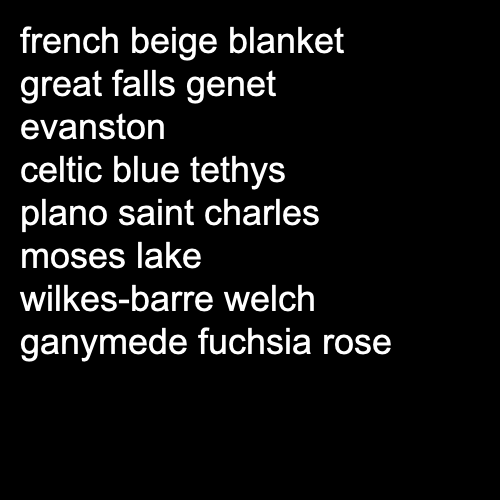 french beige blanket
great falls genet
evanston
celtic blue tethys
plano saint charles
moses lake
wilkes-barre welch
ganymede fuchsia rose